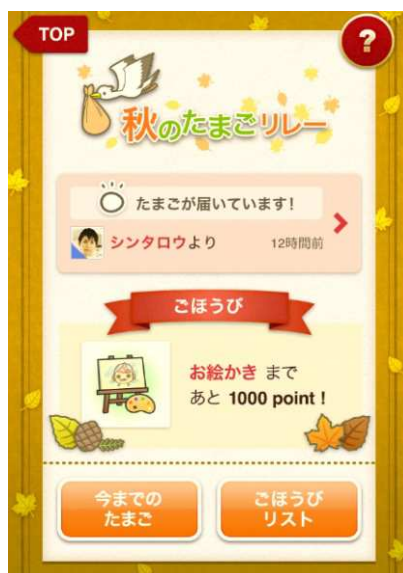 TOP
?
秋のたまごリレー
たまごが届いています!
シンタロウより
12時間前
ごほうび
お絵かき まで
あと 1000 point !
今までの
たまご
ごほうび
リスト